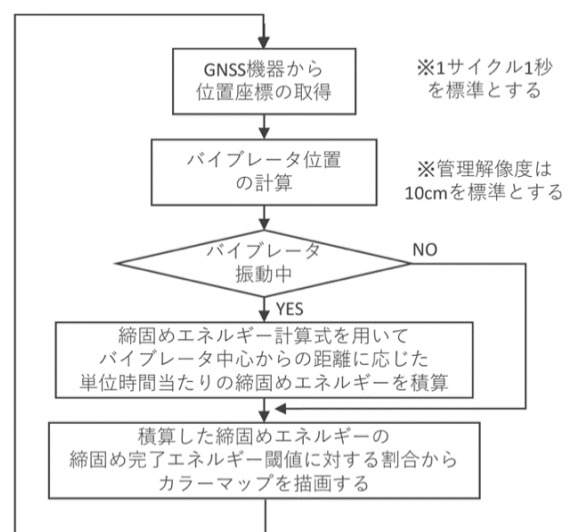 GNSS機器から
位置座標の取得
※1サイクル1秒
を標準とする
バイブレータ位置
の計算
※管理解像度は
10cmを標準とする
バイブレータ
振動中
NO
YES
締固めエネルギー計算式を用いて
バイブレータ中心からの距離に応じた
単位時間当たりの締固めエネルギーを積算
積算した締固めエネルギーの
締固め完了エネルギー閾値に対する割合から
カラーマップを描画する